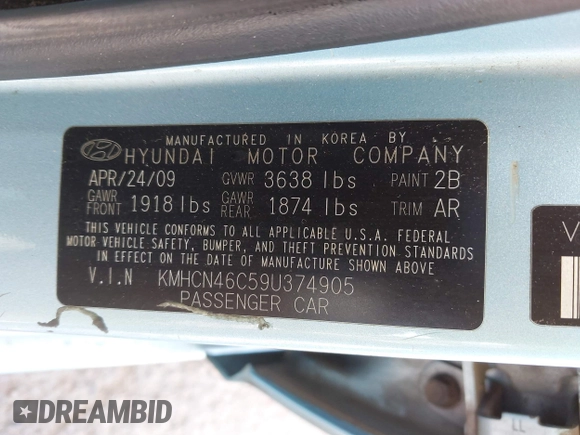 MANUFACTURED IN KOREA BY
HYUNDAI MOTOR COMPANY
APR/24/09 GVWR 3638 lbs PAINT 2B
GAWR FRONT 1918 lbs GAWR REAR 1874 lbs TRIM AR
THIS VEHICLE CONFORMS TO ALL APPLICABLE U.S.A. FEDERAL
MOTOR VEHICLE SAFETY, BUMPER, AND THEFT PREVENTION STANDARDS
IN EFFECT ON THE DATE OF MANUFACTURE SHOWN ABOVE.
V.I.N KMHCN46C59U374905
PASSENGER CAR
V
LL
DREAMBID